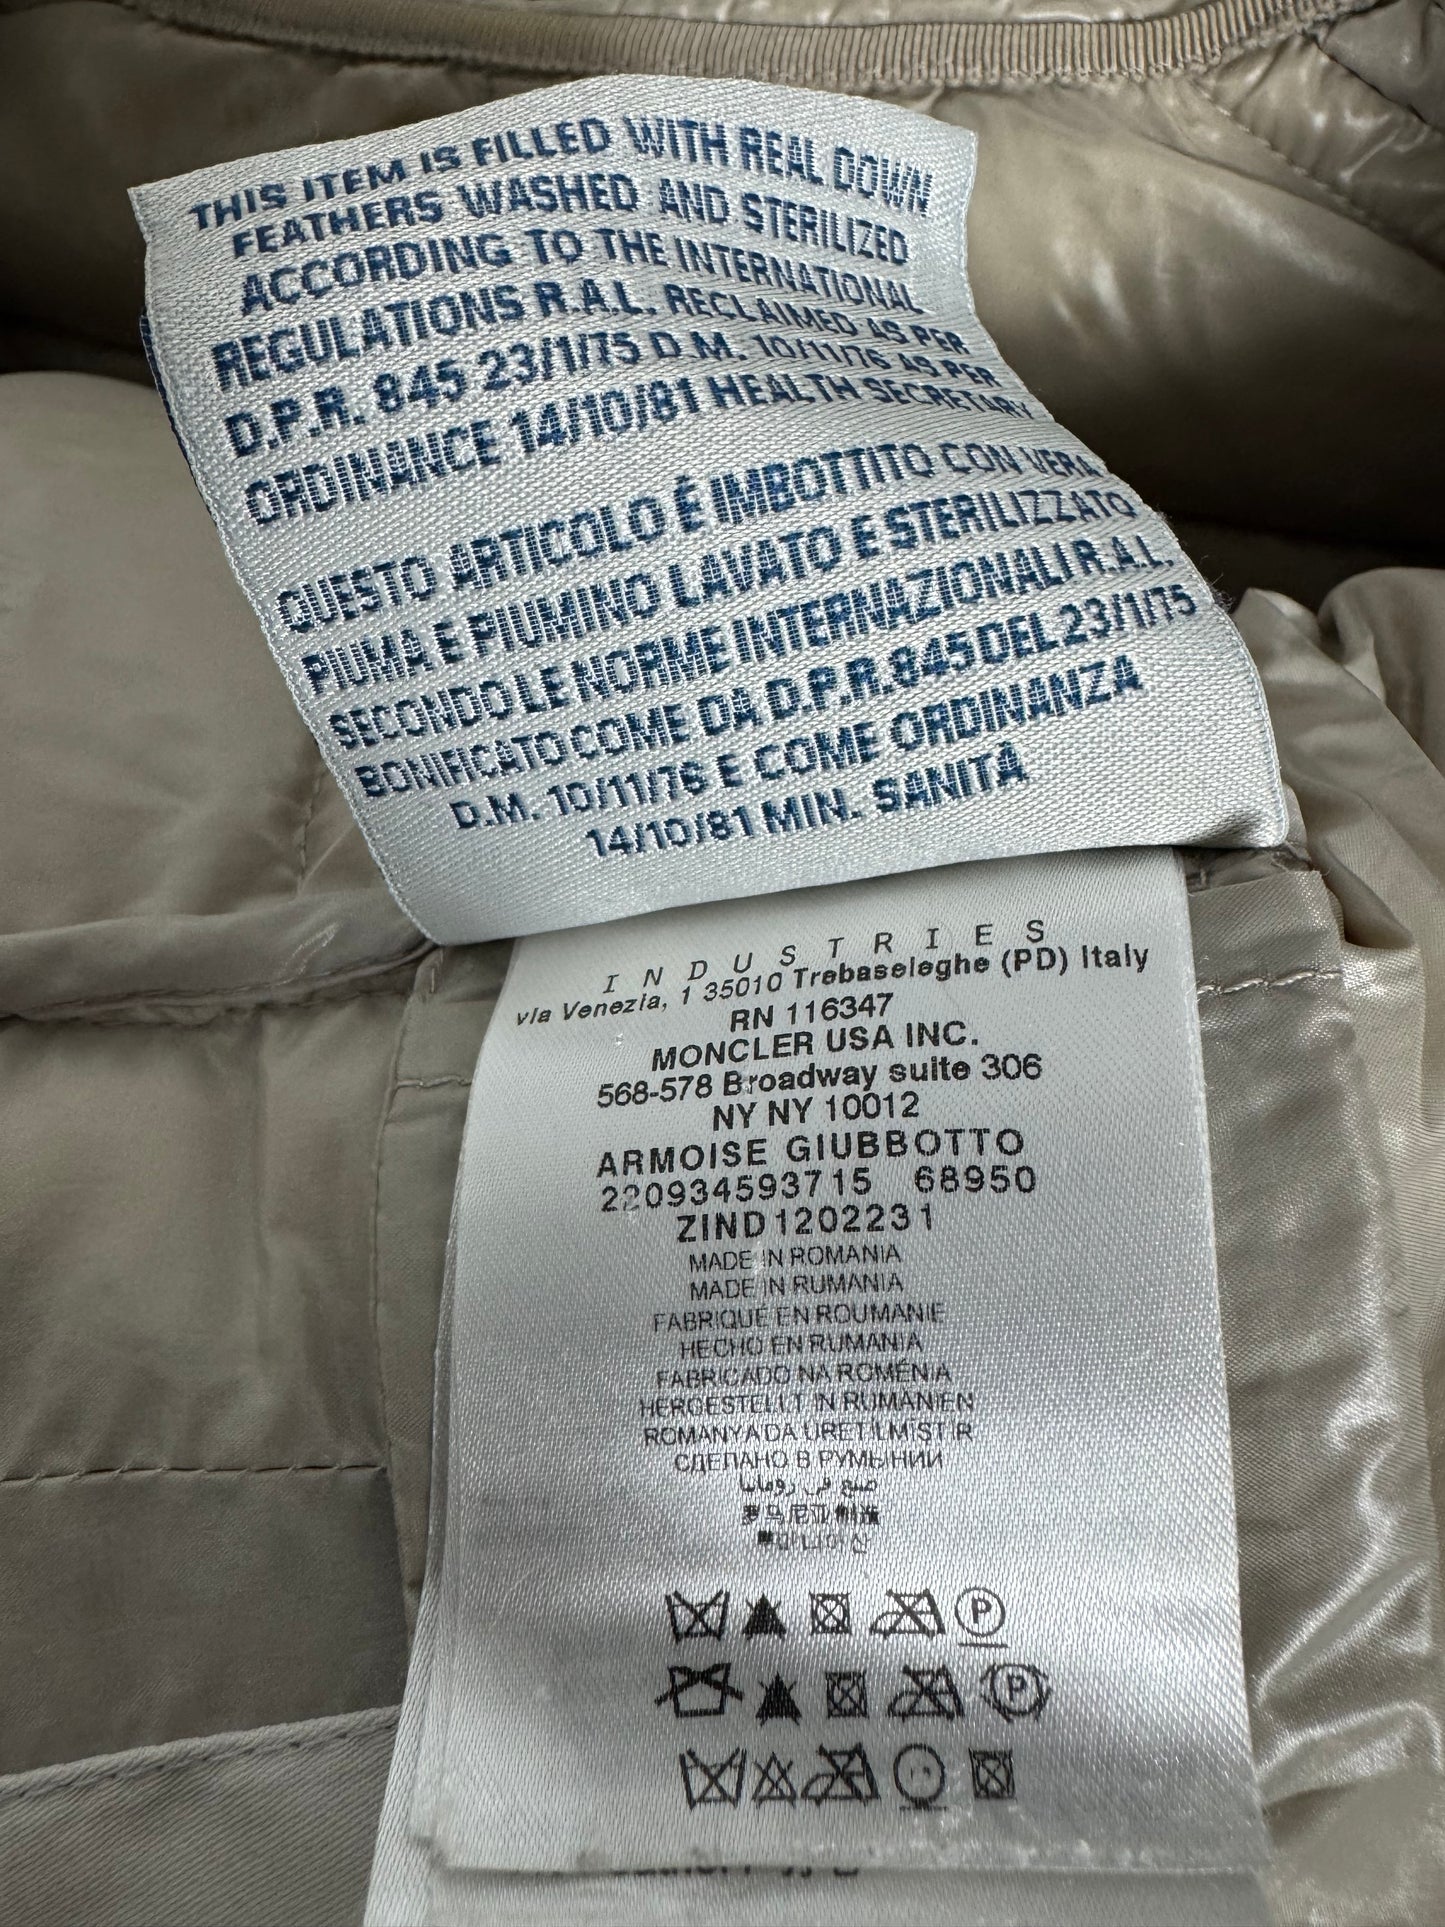 THIS ITEM IS FILLED WITH REAL DOWN
FEATHERS WASHED AND STERILIZED
ACCORDING TO THE INTERNATIONAL
REGULATIONS R.A.L. RECLAIMED AS PER
D.P.R. 845 23/1/75 D.M. 10/11/76 AS PER
ORDINANCE 14/10/81 HEALTH SECRETARY
QUESTO ARTICOLO É IMBOTTITO CON VERA
PIUMA E PIUMINO LAVATO E STERILIZZATO
SECONDO LE NORME INTERNAZIONALI R.A.L.
BONIFICATO COME DA D.P.R. 845 DEL 23/1/75
D.M. 10/11/76 E COME ORDINANZA
14/10/81 MIN. SANITÁ
INDUSTRIES
via Venezia, 1 35010 Trebaseleghe (PD) Italy
RN 116347
MONCLER USA INC.
568-578 Broadway suite 306
NY NY 10012
ARMOISE GIUBBOTTO
220934593715 68950
ZIND1202231
MADE IN ROMANIA
MADE IN RUMANIA
FABRIQUÉ EN ROUMANIE
HECHO EN RUMANIA
FABRICADO NA ROMÉNIA
HERGESTELLT IN RUMÄNIEN
ROMANYA DA ÜRETILMISTIR
СДЕЛАНО В РУМЫНИИ
صنع في رومانيا
P
P